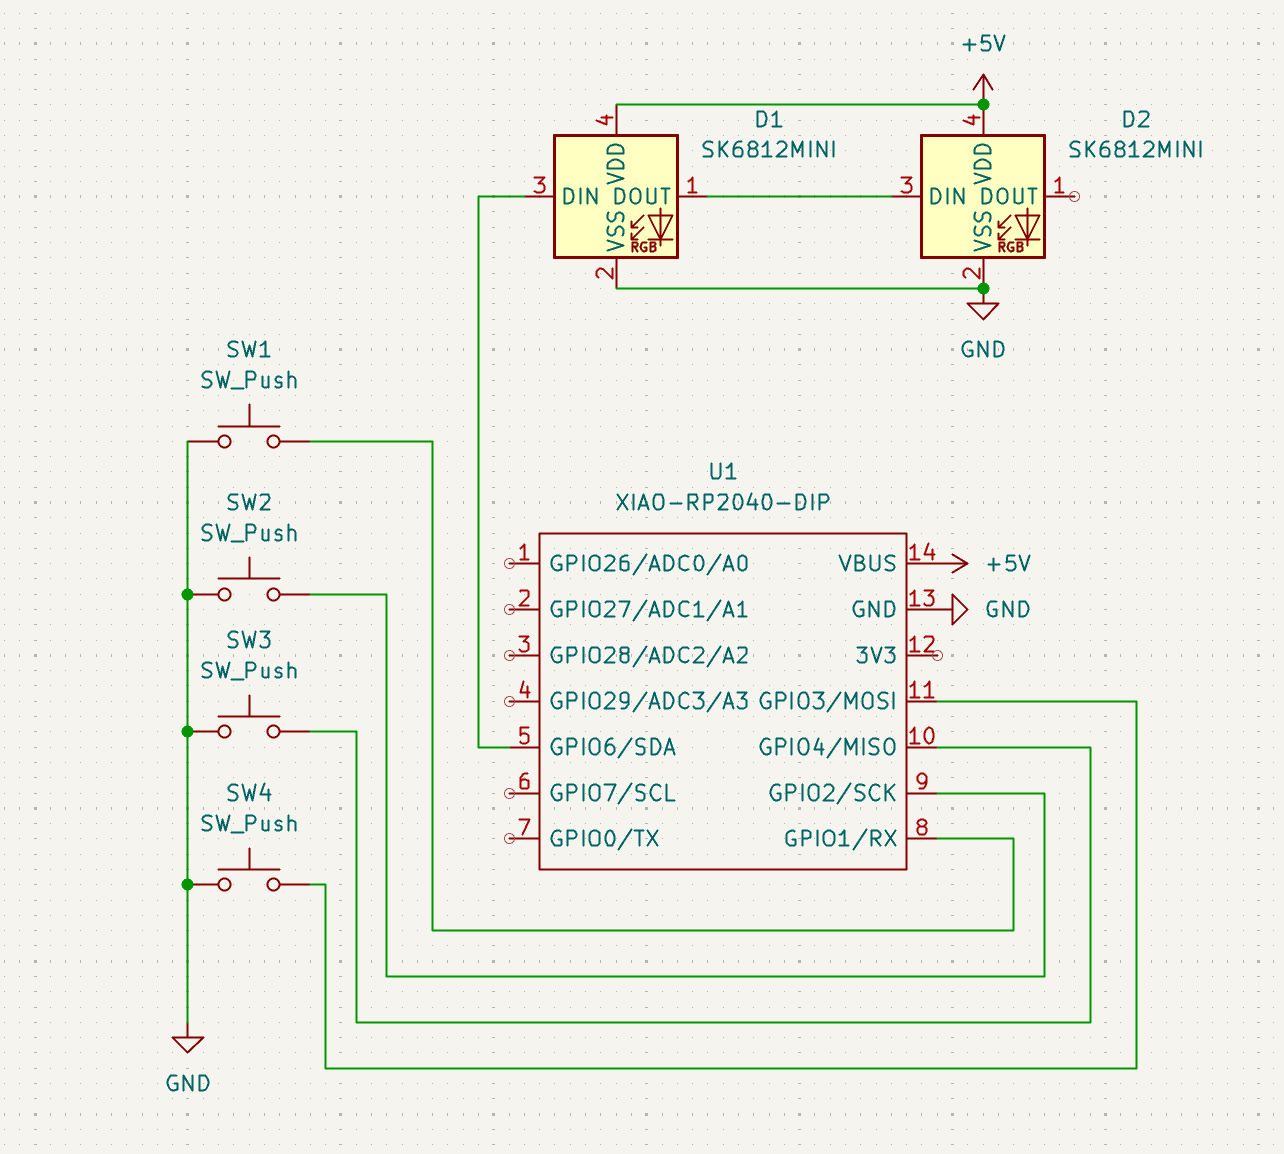 +5V
D1
SK6812MINI
D2
SK6812MINI
4
VDD
3
DIN
DOUT
1
VSS
RGB
2
4
VDD
3
DIN
DOUT
1
VSS
RGB
2
GND
SW1
SW_Push
SW2
SW_Push
SW3
SW_Push
SW4
SW_Push
GND
U1
XIAO-RP2040-DIP
1 GPIO26/ADC0/A0 VBUS 14 +5V
2 GPIO27/ADC1/A1 GND 13 GND
3 GPIO28/ADC2/A2 3V3 12
4 GPIO29/ADC3/A3 GPIO3/MOSI 11
5 GPIO6/SDA GPIO4/MISO 10
6 GPIO7/SCL GPIO2/SCK 9
7 GPIO0/TX GPIO1/RX 8